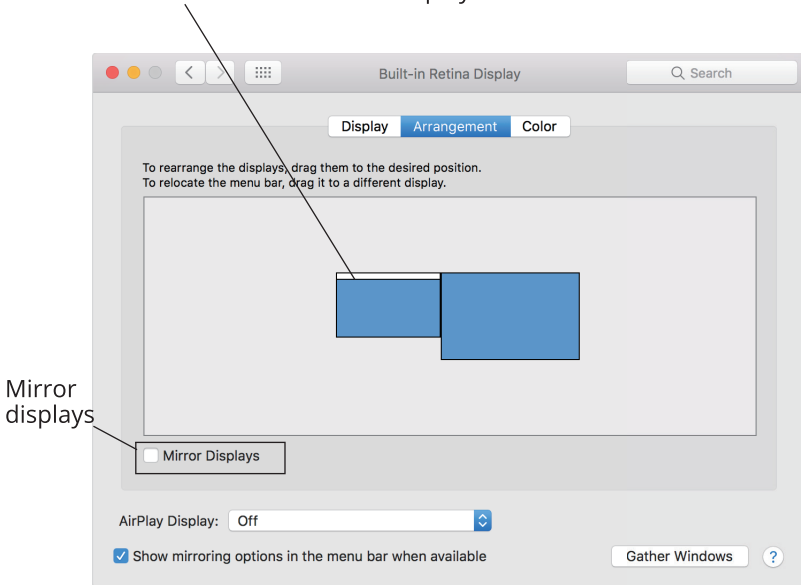 Built-in Retina Display
Search
Display
Arrangement
Color
To rearrange the displays, drag them to the desired position.
To relocate the menu bar, drag it to a different display.
Mirror
displays
Mirror Displays
AirPlay Display:
Off
Show mirroring options in the menu bar when available
Gather Windows
?